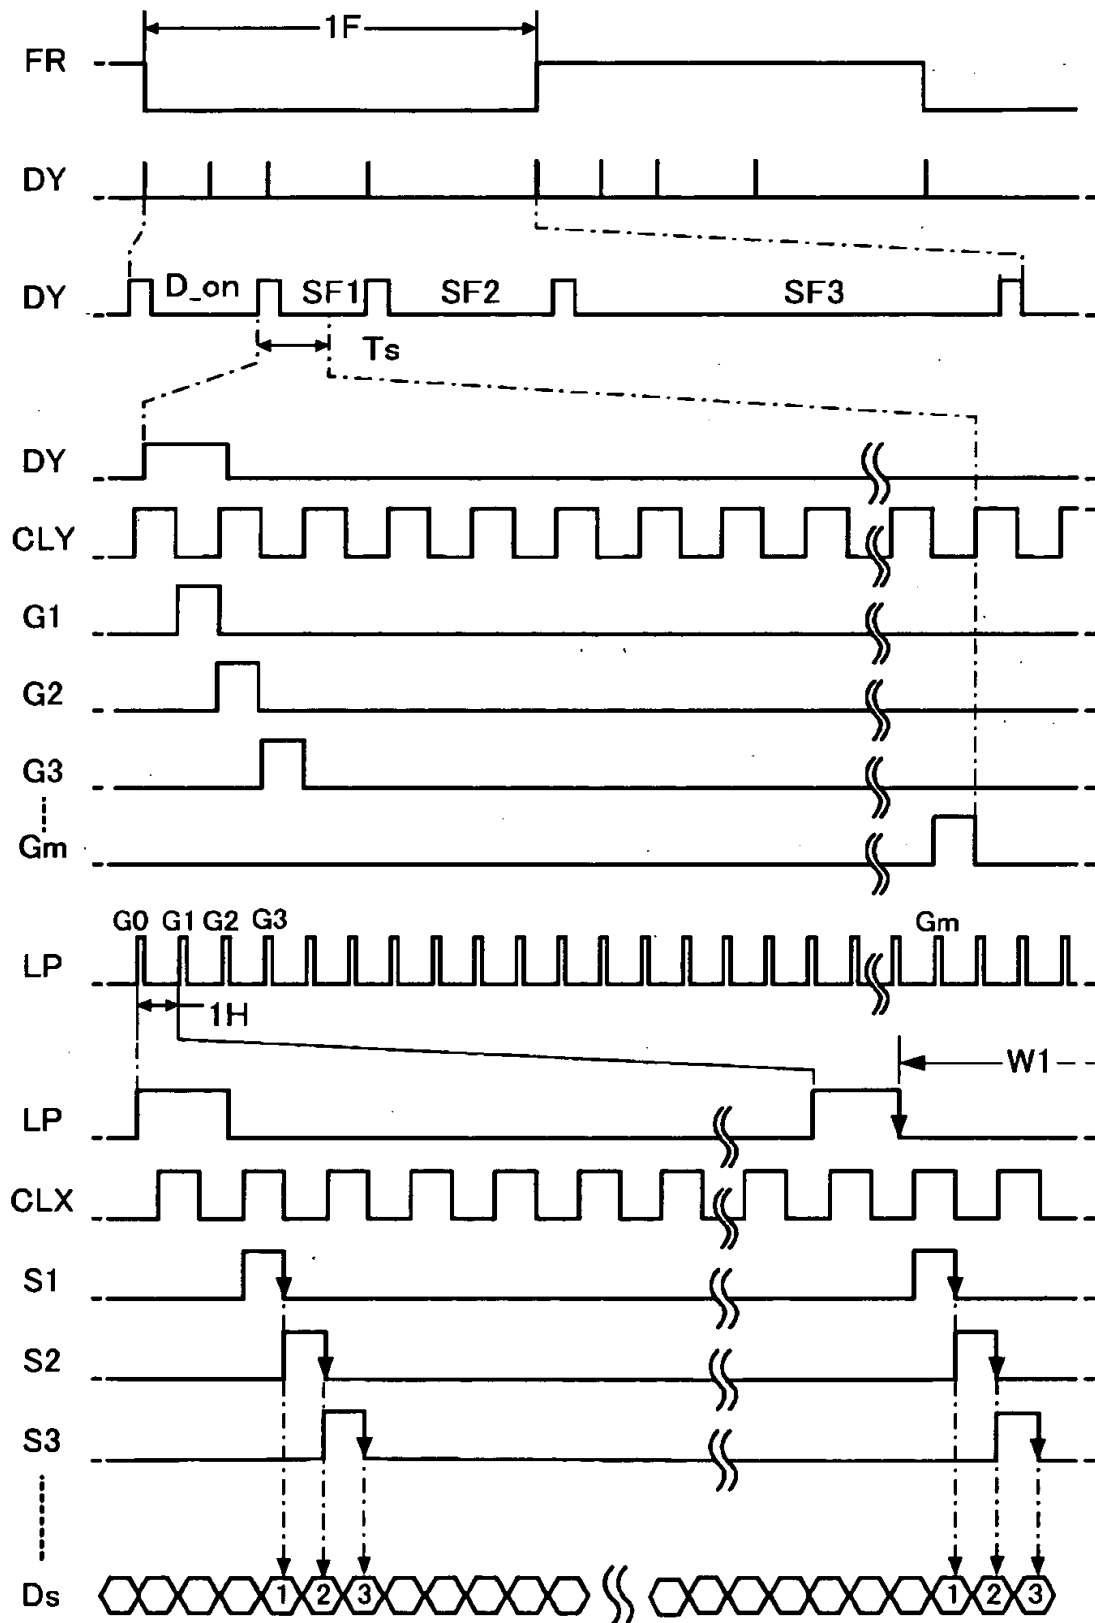 1F
FR
DY
DY D_on SF1 SF2 SF3
Ts
DY
CLY
G1
G2
G3
Gm
G0 G1 G2 G3 Gm
LP
1H
W1
LP
CLX
S1
S2
S3
Ds 1 2 3 1 2 3